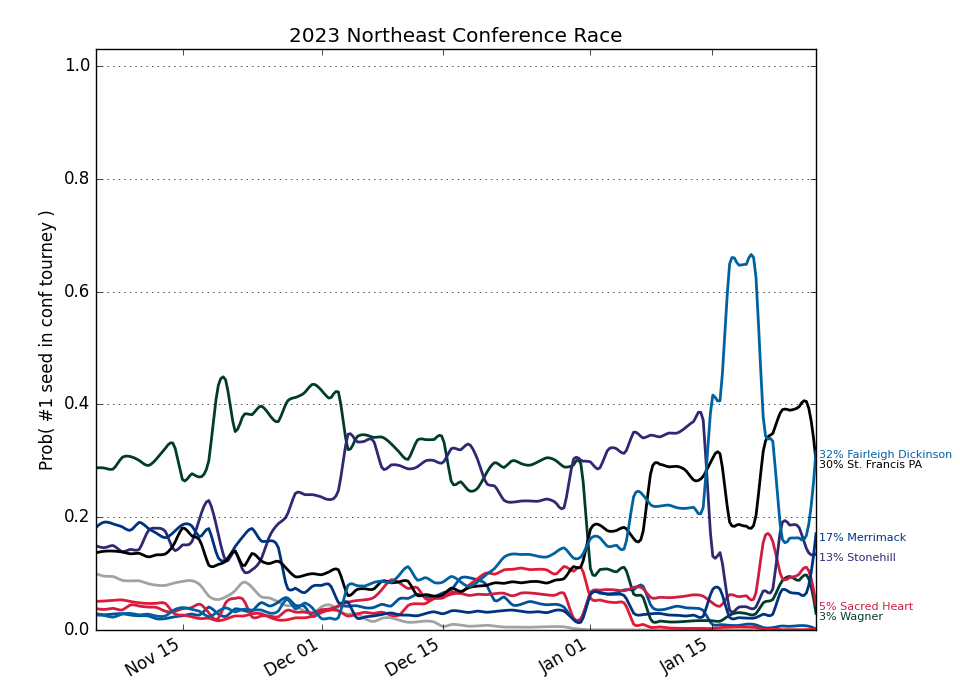 2023 Northeast Conference Race
Prob( #1 seed in conf tourney )
1.0
0.8
0.6
0.4
0.2
0.0
Nov 15
Dec 01
Dec 15
Jan 01
Jan 15
32% Fairleigh Dickinson
30% St. Francis PA
17% Merrimack
13% Stonehill
5% Sacred Heart
3% Wagner